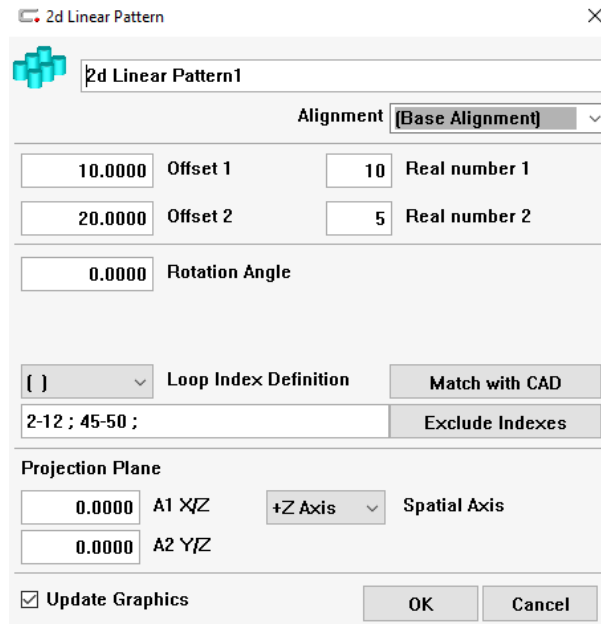 2d Linear Pattern
2d Linear Pattern1
Alignment (Base Alignment)
10.0000 Offset 1 10 Real number 1
20.0000 Offset 2 5 Real number 2
0.0000 Rotation Angle
( ) Loop Index Definition Match with CAD
2-12 ; 45-50 ; Exclude Indexes
Projection Plane
0.0000 A1 X/Z +Z Axis Spatial Axis
0.0000 A2 Y/Z
Update Graphics OK Cancel